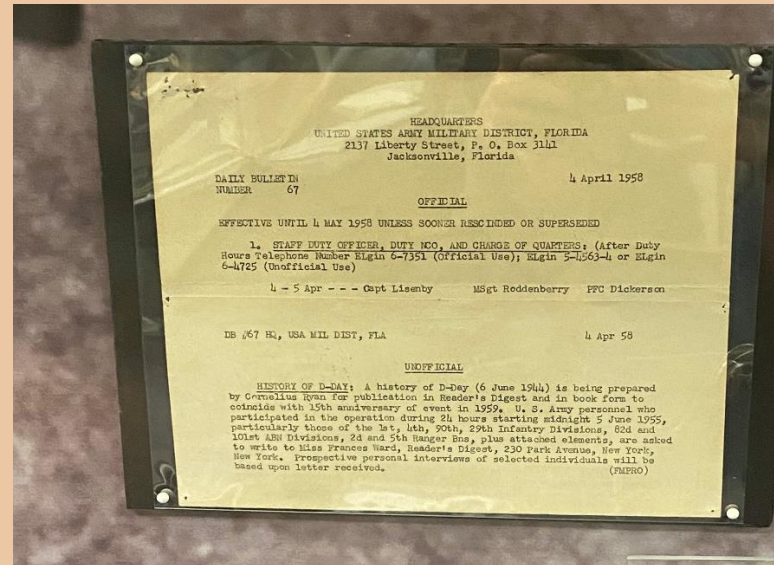 HEADQUARTERS
UNITED STATES ARMY MILITARY DISTRICT, FLORIDA
2137 Liberty Street, P. O. Box 3141
Jacksonville, Florida
DAILY BULLETIN 4 April 1958
NUMBER 67
OFFICIAL
EFFECTIVE UNTIL 4 MAY 1958 UNLESS SOONER RESCINDED OR SUPERSEDED
1. STAFF DUTY OFFICER, DUTY NCO, AND CHARGE OF QUARTERS: (After Duty
Hours Telephone Number ELgin 6-7351 (Official Use); ELgin 5-4563-4 or ELgin
6-4725 (Unofficial Use)
4 - 5 Apr - - - Capt Lisenby MSgt Roddenberry PFC Dickerson
DB #67 HQ, USA MIL DIST, FLA 4 Apr 58
UNOFFICIAL
HISTORY OF D-DAY: A history of D-Day (6 June 1944) is being prepared
by Cornelius Ryan for publication in Reader's Digest and in book form to
coincide with 15th anniversary of event in 1959. U. S. Army personnel who
participated in the operation during 24 hours starting midnight 5 June 1955,
particularly those of the 1st, 4th, 90th, 29th Infantry Divisions, 82d and
101st ABN Divisions, 2d and 5th Ranger Bns, plus attached elements, are asked
to write to Miss Frances Ward, Reader's Digest, 230 Park Avenue, New York,
New York. Prospective personal interviews of selected individuals will be
based upon letter received. (FMPRO)